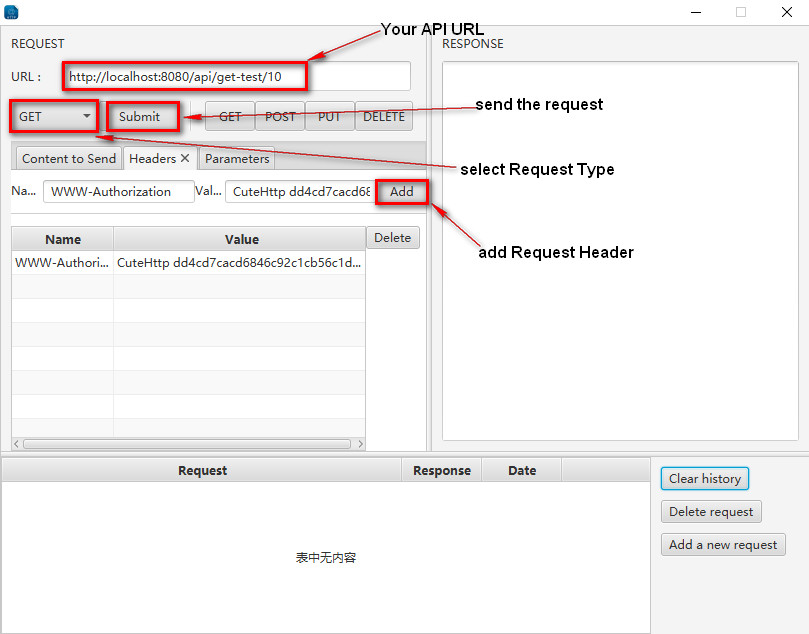 Your API URL
REQUEST
RESPONSE
URL :
http://localhost:8080/api/get-test/10
GET
Submit
GET
POST
PUT
DELETE
send the request
Content to Send
Headers ✕
Parameters
select Request Type
Na...
WWW-Authorization
Val...
CuteHttp dd4cd7cacd68
Add
Name
Value
Delete
add Request Header
WWW-Authori...
CuteHttp dd4cd7cacd6846c92c1cb56c1d...
Request
Response
Date
Clear history
Delete request
Add a new request
表中无内容